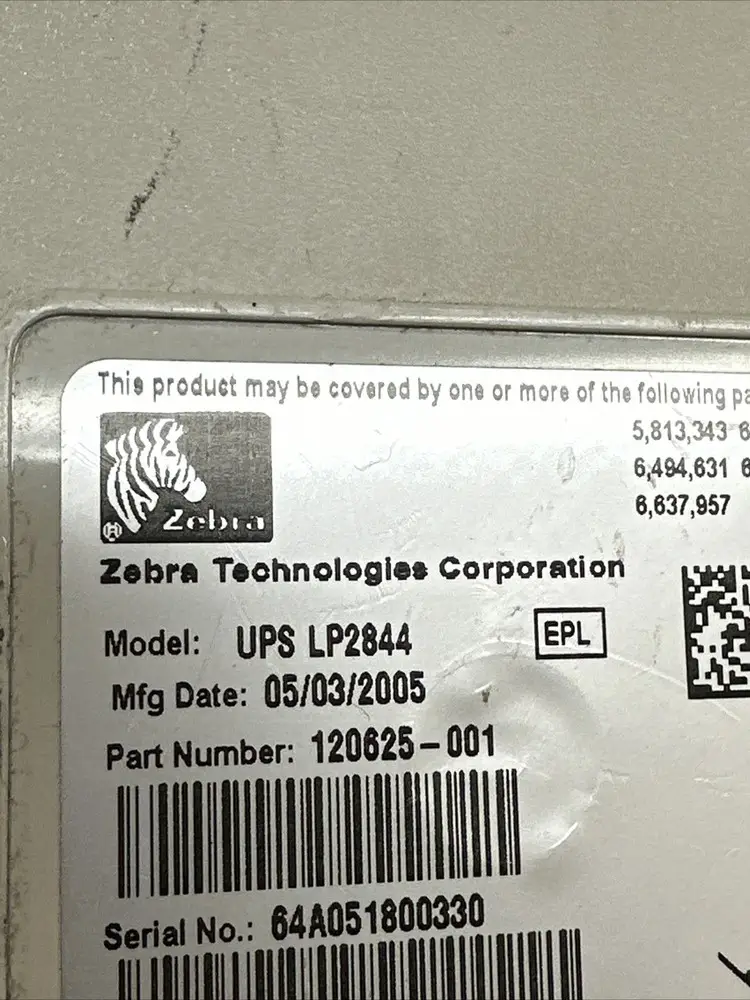 This product may be covered by one or more of the following
5,813,343
6,494,631
6,637,957
Zebra
®
Zebra Technologies Corporation
Model: UPS LP2844
EPL
Mfg Date: 05/03/2005
Part Number: 120625-001
Serial No.: 64A051800330